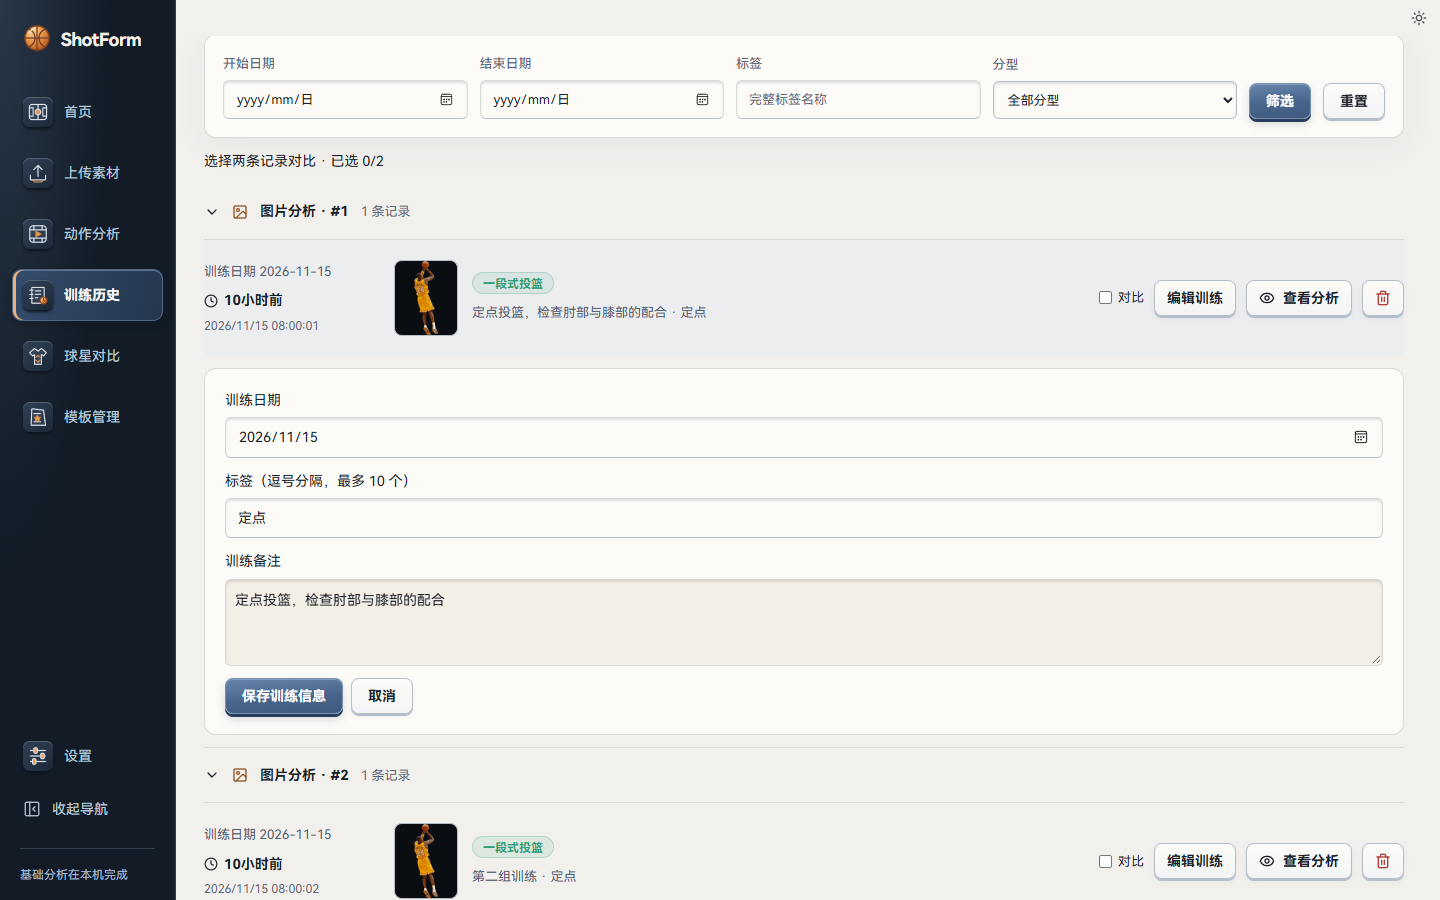 ShotForm
首页
上传素材
动作分析
训练历史
球星对比
模板管理
设置
收起导航
基础分析在本机完成
开始日期
结束日期
标签
分型
yyyy/mm/日
yyyy/mm/日
完整标签名称
全部分型
筛选
重置
选择两条记录对比 · 已选 0/2
图片分析 · #1 1 条记录
训练日期 2026-11-15
10小时前
2026/11/15 08:00:01
一段式投篮
定点投篮，检查肘部与膝部的配合 · 定点
对比
编辑训练
查看分析
训练日期
2026/11/15
标签（逗号分隔，最多 10 个）
定点
训练备注
定点投篮，检查肘部与膝部的配合
保存训练信息
取消
图片分析 · #2 1 条记录
训练日期 2026-11-15
10小时前
2026/11/15 08:00:02
一段式投篮
第二组训练 · 定点
对比
编辑训练
查看分析